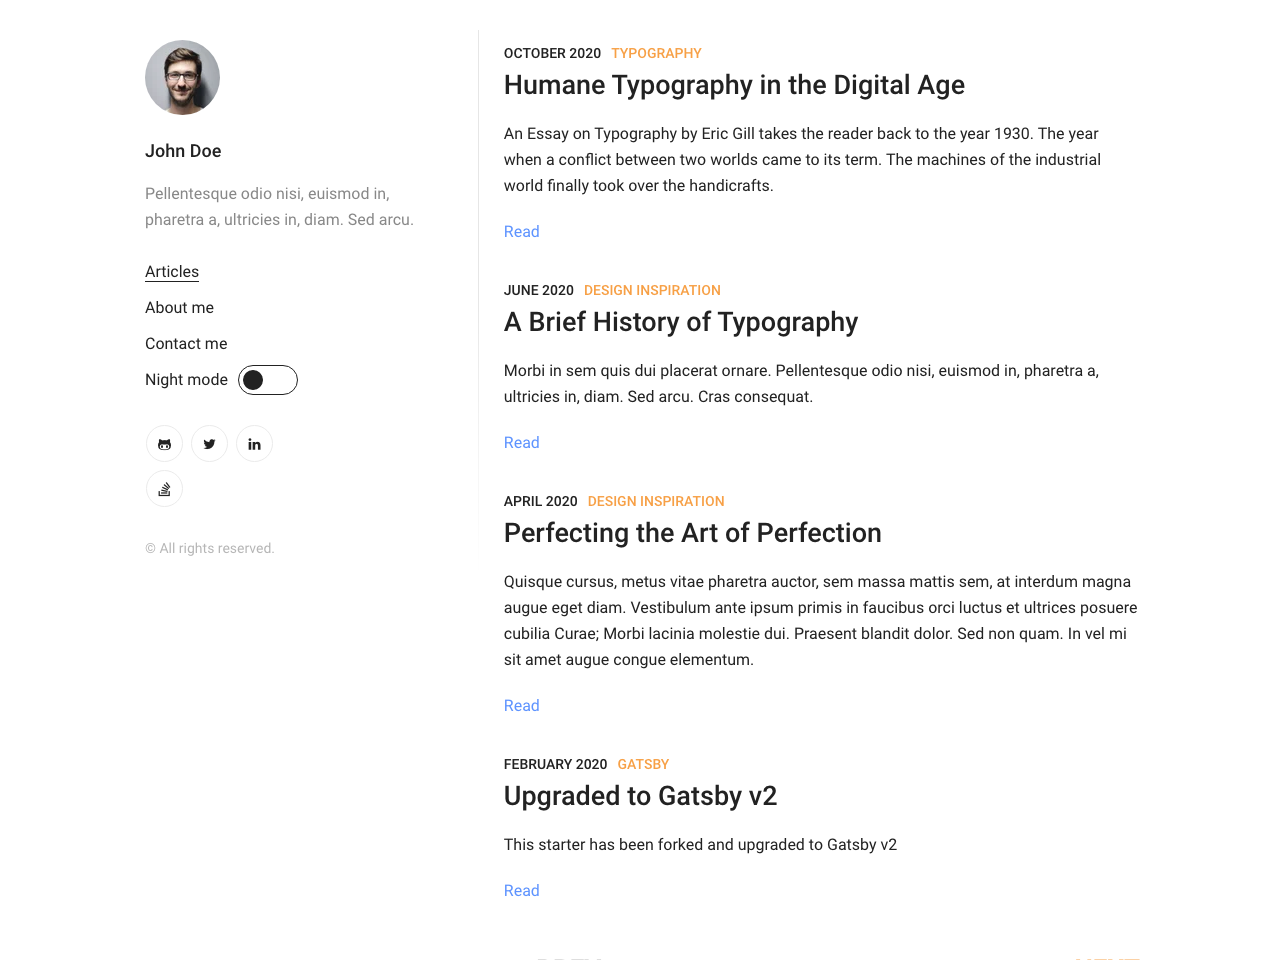 John Doe
Pellentesque odio nisi, euismod in,
pharetra a, ultricies in, diam. Sed arcu.
Articles
About me
Contact me
Night mode
© All rights reserved.
OCTOBER 2020 TYPOGRAPHY
Humane Typography in the Digital Age
An Essay on Typography by Eric Gill takes the reader back to the year 1930. The year
when a conflict between two worlds came to its term. The machines of the industrial
world finally took over the handicrafts.
Read
JUNE 2020 DESIGN INSPIRATION
A Brief History of Typography
Morbi in sem quis dui placerat ornare. Pellentesque odio nisi, euismod in, pharetra a,
ultricies in, diam. Sed arcu. Cras consequat.
Read
APRIL 2020 DESIGN INSPIRATION
Perfecting the Art of Perfection
Quisque cursus, metus vitae pharetra auctor, sem massa mattis sem, at interdum magna
augue eget diam. Vestibulum ante ipsum primis in faucibus orci luctus et ultrices posuere
cubilia Curae; Morbi lacinia molestie dui. Praesent blandit dolor. Sed non quam. In vel mi
sit amet augue congue elementum.
Read
FEBRUARY 2020 GATSBY
Upgraded to Gatsby v2
This starter has been forked and upgraded to Gatsby v2
Read